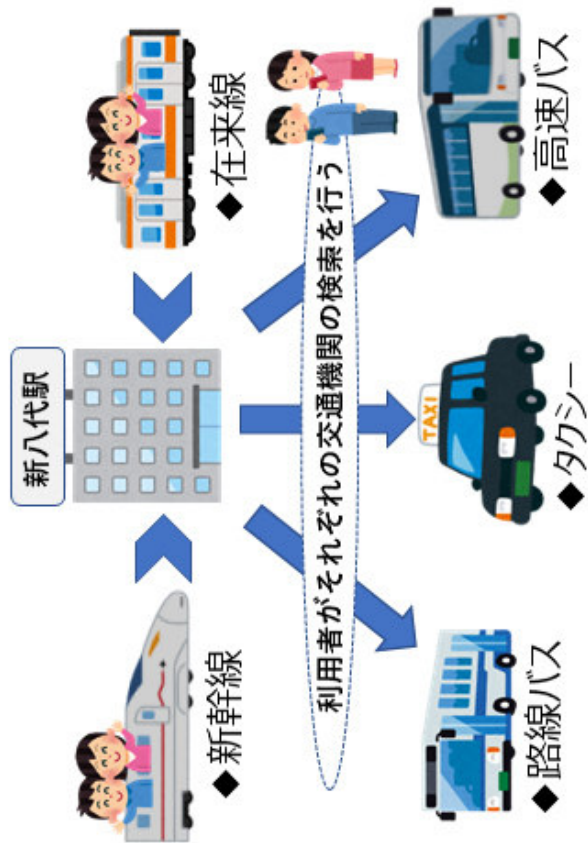 新八代駅
◆新幹線
◆在来線
利用者がそれぞれの交通機関の検索を行う
TAXI
◆路線バス
◆タクシー
◆高速バス